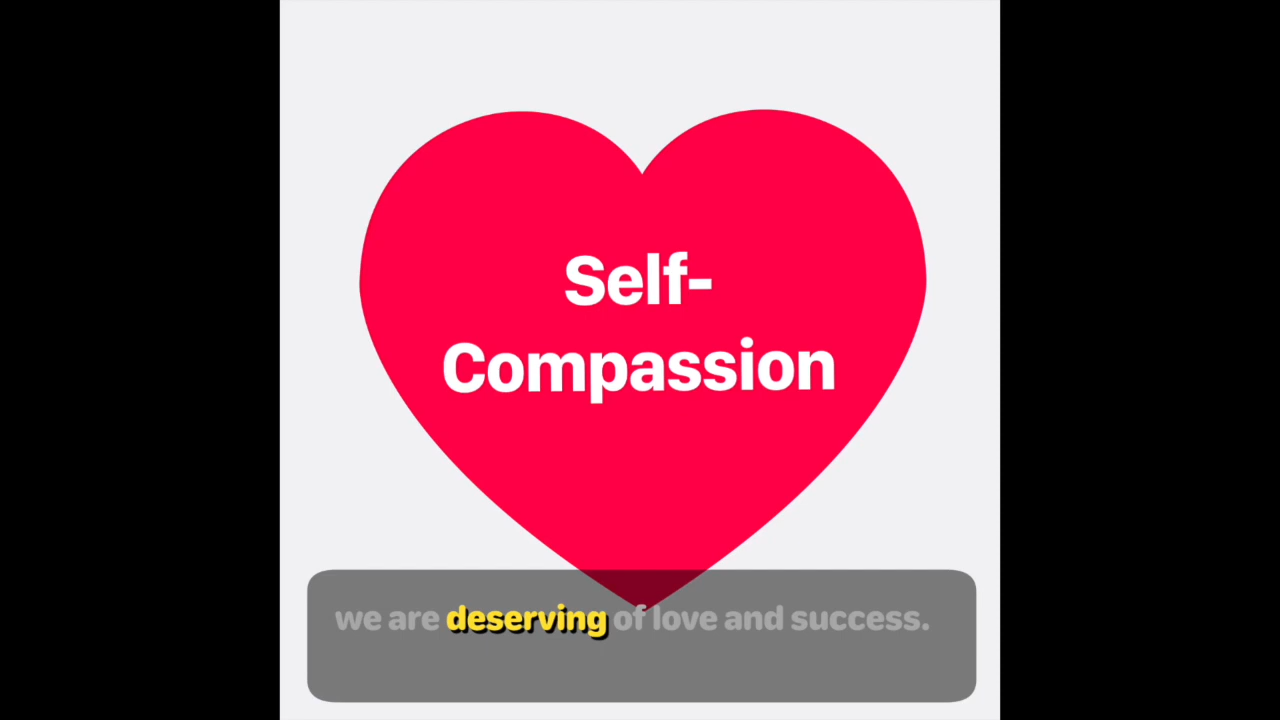 Self-
Compassion
we are deserving of love and success.